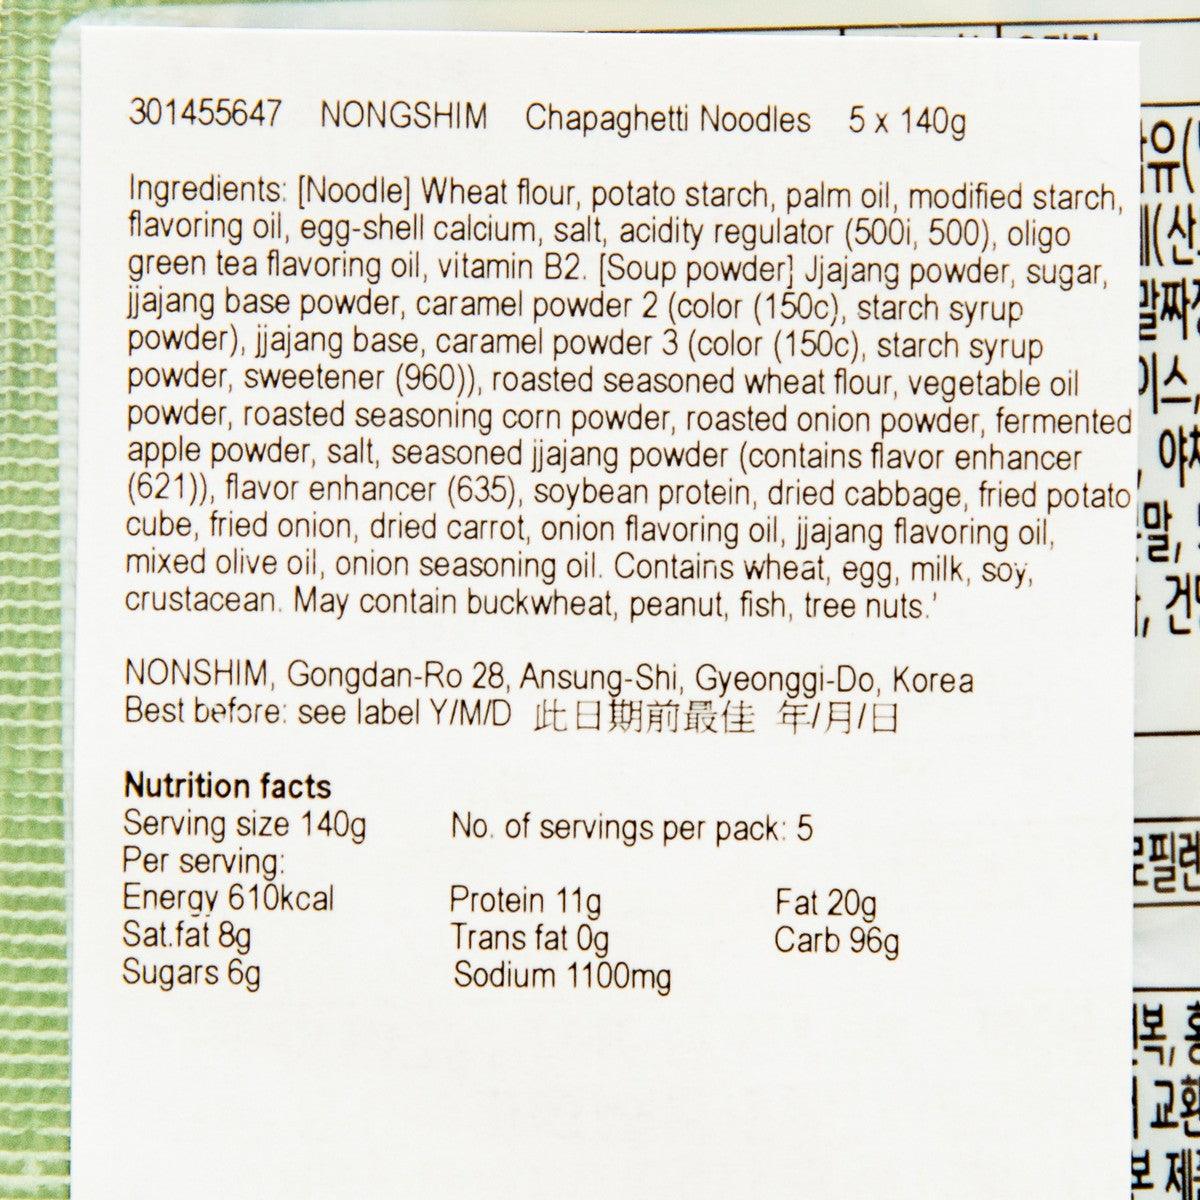 301455647 NONGSHIM Chapaghetti Noodles 5 x 140g
Ingredients: [Noodle] Wheat flour, potato starch, palm oil, modified starch,
flavoring oil, egg-shell calcium, salt, acidity regulator (500i, 500), oligo
green tea flavoring oil, vitamin B2. [Soup powder] Jjajang powder, sugar,
jjajang base powder, caramel powder 2 (color (150c), starch syrup
powder), jjajang base, caramel powder 3 (color (150c), starch syrup
powder, sweetener (960)), roasted seasoned wheat flour, vegetable oil
powder, roasted seasoning corn powder, roasted onion powder, fermented
apple powder, salt, seasoned jjajang powder (contains flavor enhancer
(621)), flavor enhancer (635), soybean protein, dried cabbage, fried potato
cube, fried onion, dried carrot, onion flavoring oil, jjajang flavoring oil,
mixed olive oil, onion seasoning oil. Contains wheat, egg, milk, soy,
crustacean. May contain buckwheat, peanut, fish, tree nuts.'
NONSHIM, Gongdan-Ro 28, Ansung-Shi, Gyeonggi-Do, Korea
Best before: see label Y/M/D 此日期前最佳 年/月/日
Nutrition facts
Serving size 140g No. of servings per pack: 5
Per serving:
Energy 610kcal Protein 11g Fat 20g
Sat.fat 8g Trans fat 0g Carb 96g
Sugars 6g Sodium 1100mg